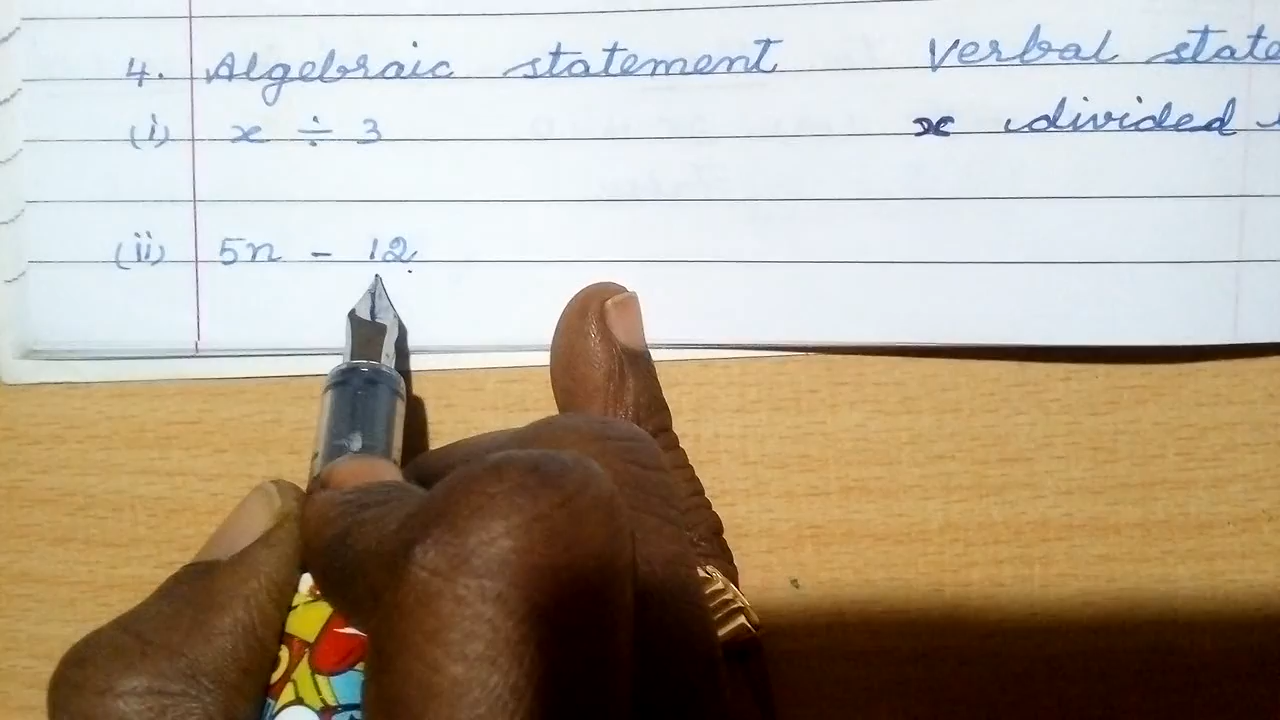 4. Algebraic statement Verbal state
(i) x ÷ 3 x divided
(ii) 5n - 12